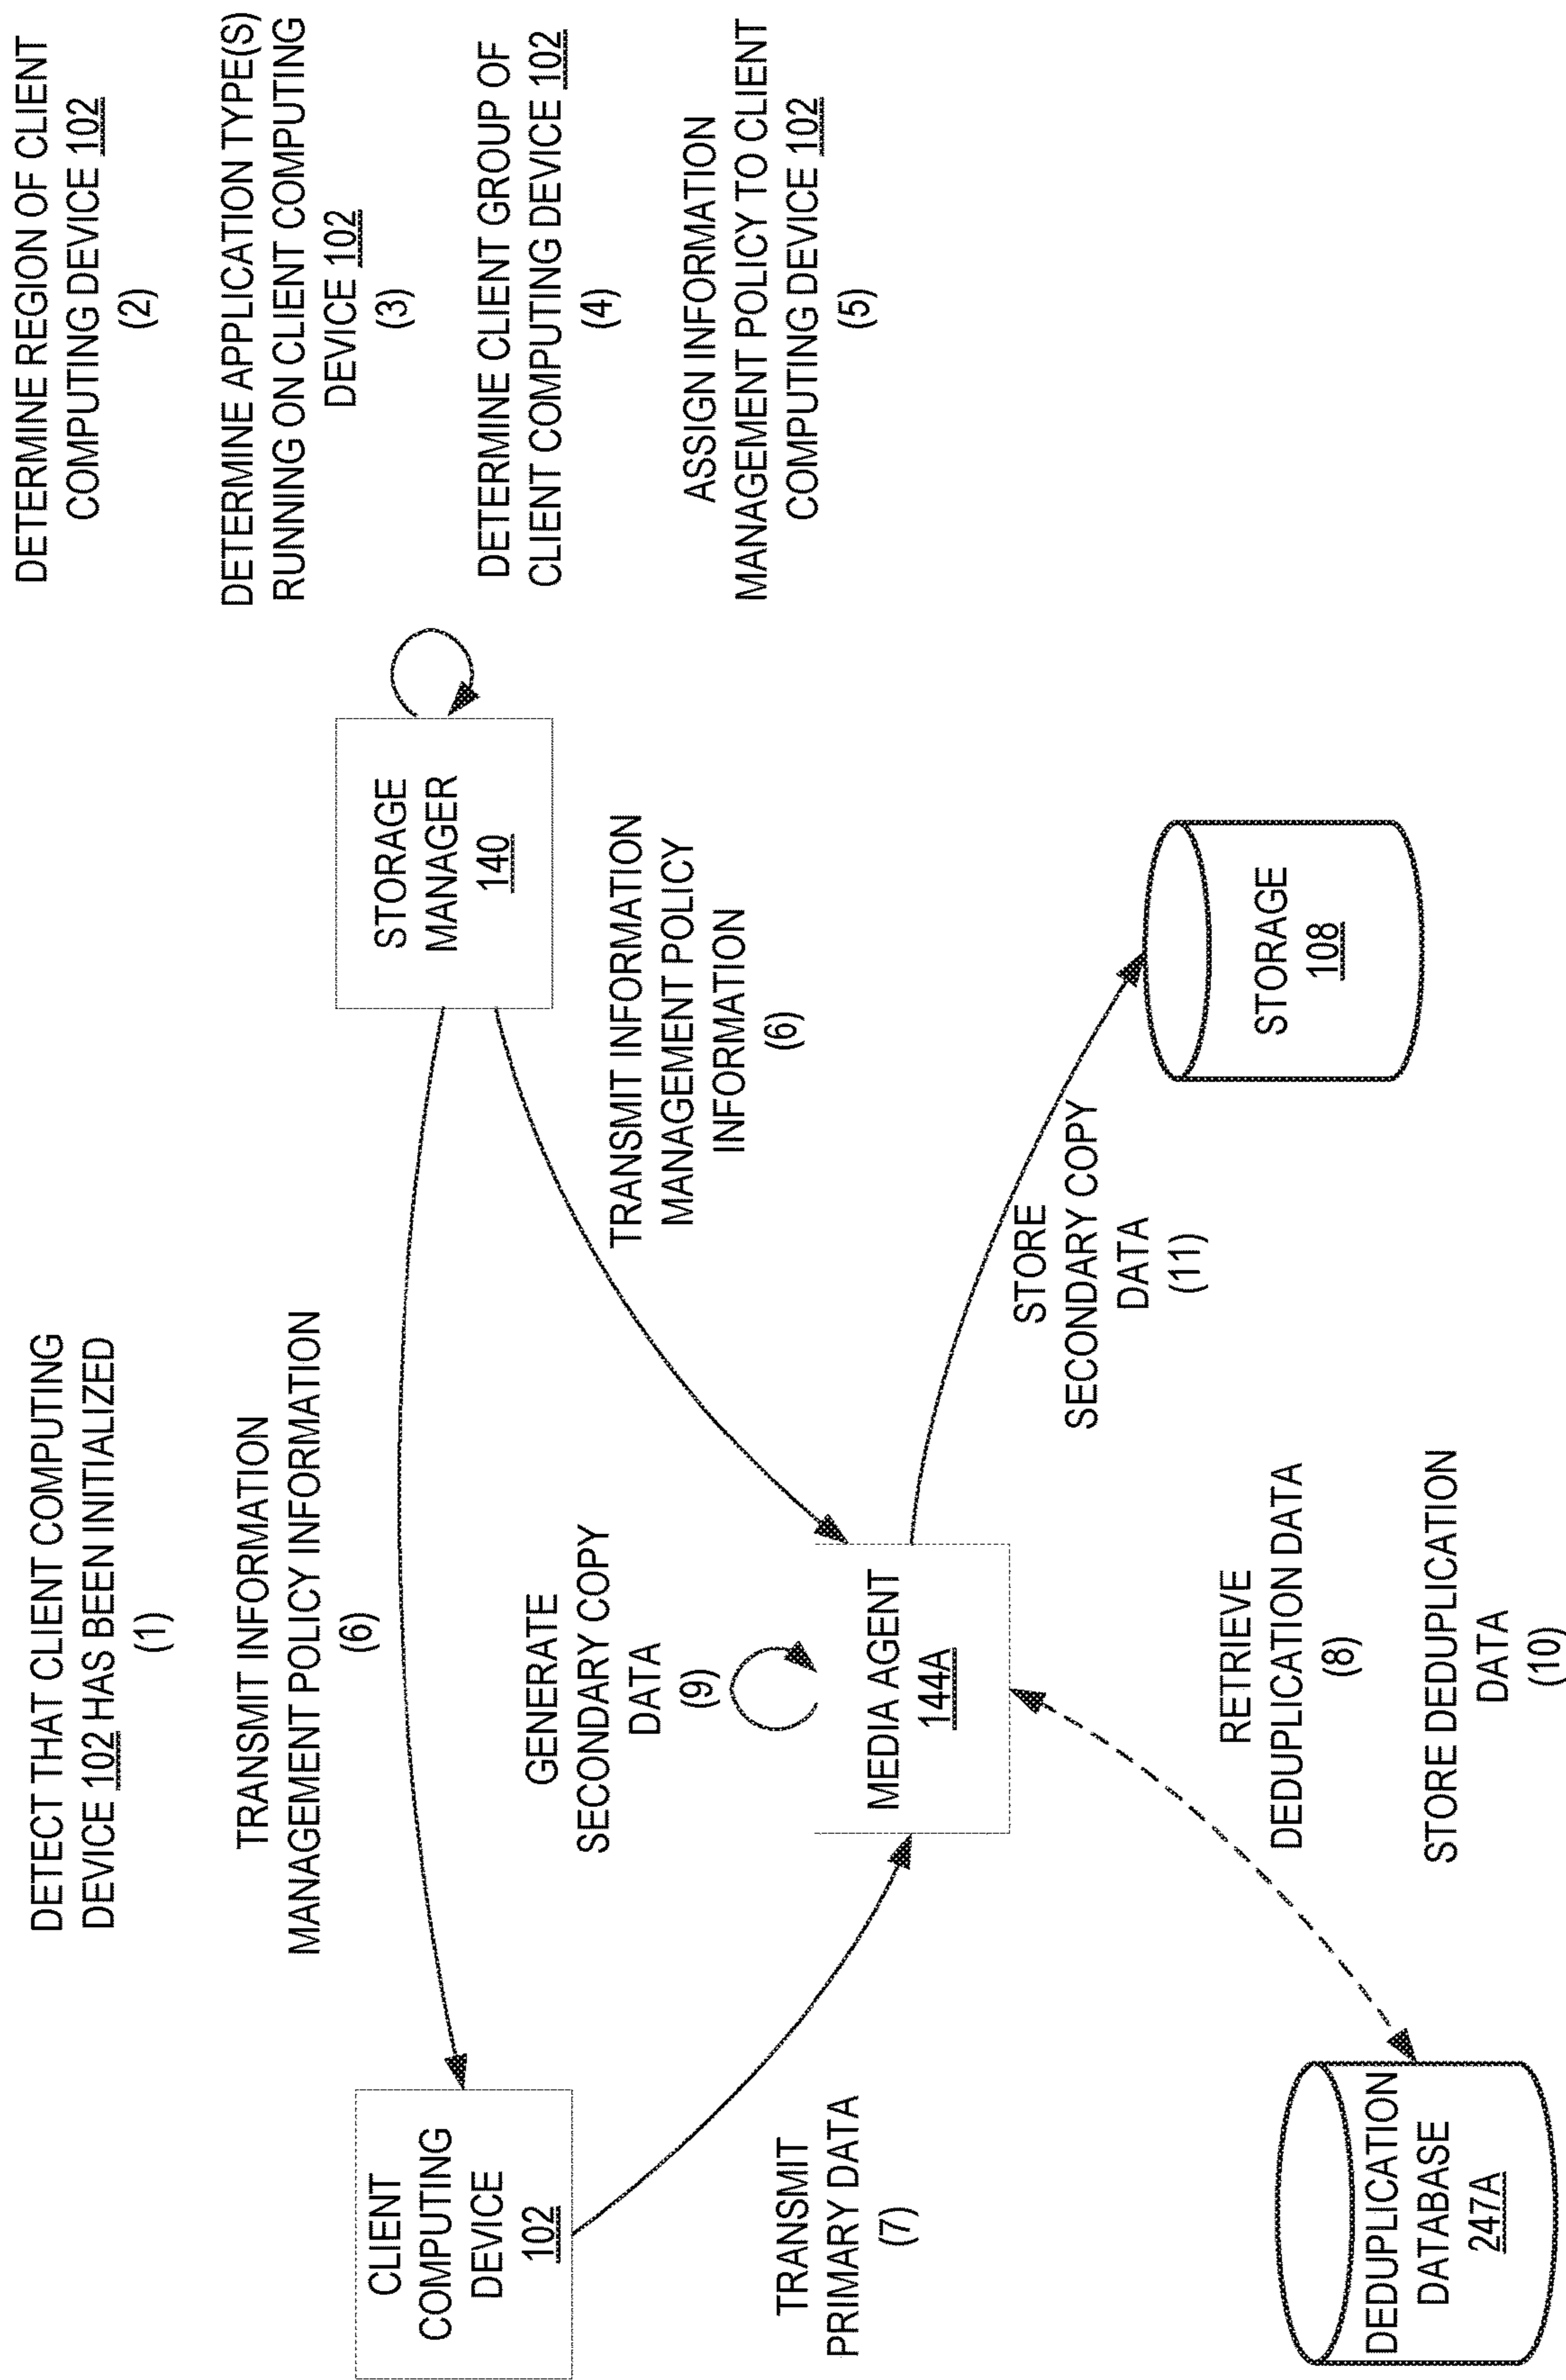 DETECT THAT CLIENT COMPUTING
DEVICE 102 HAS BEEN INITIALIZED
(1)
DETERMINE REGION OF CLIENT
COMPUTING DEVICE 102
(2)
DETERMINE APPLICATION TYPE(S)
RUNNING ON CLIENT COMPUTING
DEVICE 102
(3)
DETERMINE CLIENT GROUP OF
CLIENT COMPUTING DEVICE 102
(4)
ASSIGN INFORMATION
MANAGEMENT POLICY TO CLIENT
COMPUTING DEVICE 102
(5)
TRANSMIT INFORMATION
MANAGEMENT POLICY INFORMATION
(6)
CLIENT
COMPUTING
DEVICE
102
STORAGE
MANAGER
140
TRANSMIT INFORMATION
MANAGEMENT POLICY
INFORMATION
(6)
GENERATE
SECONDARY COPY
DATA
(9)
TRANSMIT
PRIMARY DATA
(7)
MEDIA AGENT
144A
STORE
SECONDARY COPY
DATA
(11)
STORAGE
108
RETRIEVE
DEDUPLICATION DATA
(8)
STORE DEDUPLICATION
DATA
(10)
DEDUPLICATION
DATABASE
247A